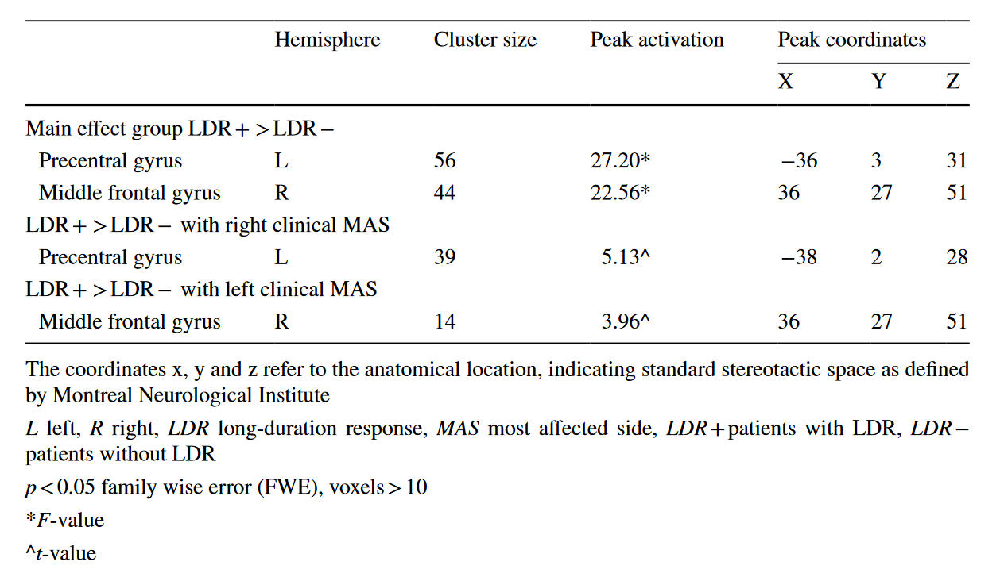 Hemisphere Cluster size Peak activation Peak coordinates
X Y Z
Main effect group LDR+ > LDR−
Precentral gyrus L 56 27.20* −36 3 31
Middle frontal gyrus R 44 22.56* 36 27 51
LDR+ > LDR− with right clinical MAS
Precentral gyrus L 39 5.13^ −38 2 28
LDR+ > LDR− with left clinical MAS
Middle frontal gyrus R 14 3.96^ 36 27 51
The coordinates x, y and z refer to the anatomical location, indicating standard stereotactic space as defined
by Montreal Neurological Institute
L left, R right, LDR long-duration response, MAS most affected side, LDR+patients with LDR, LDR−
patients without LDR
p<0.05 family wise error (FWE), voxels>10
*F-value
^t-value